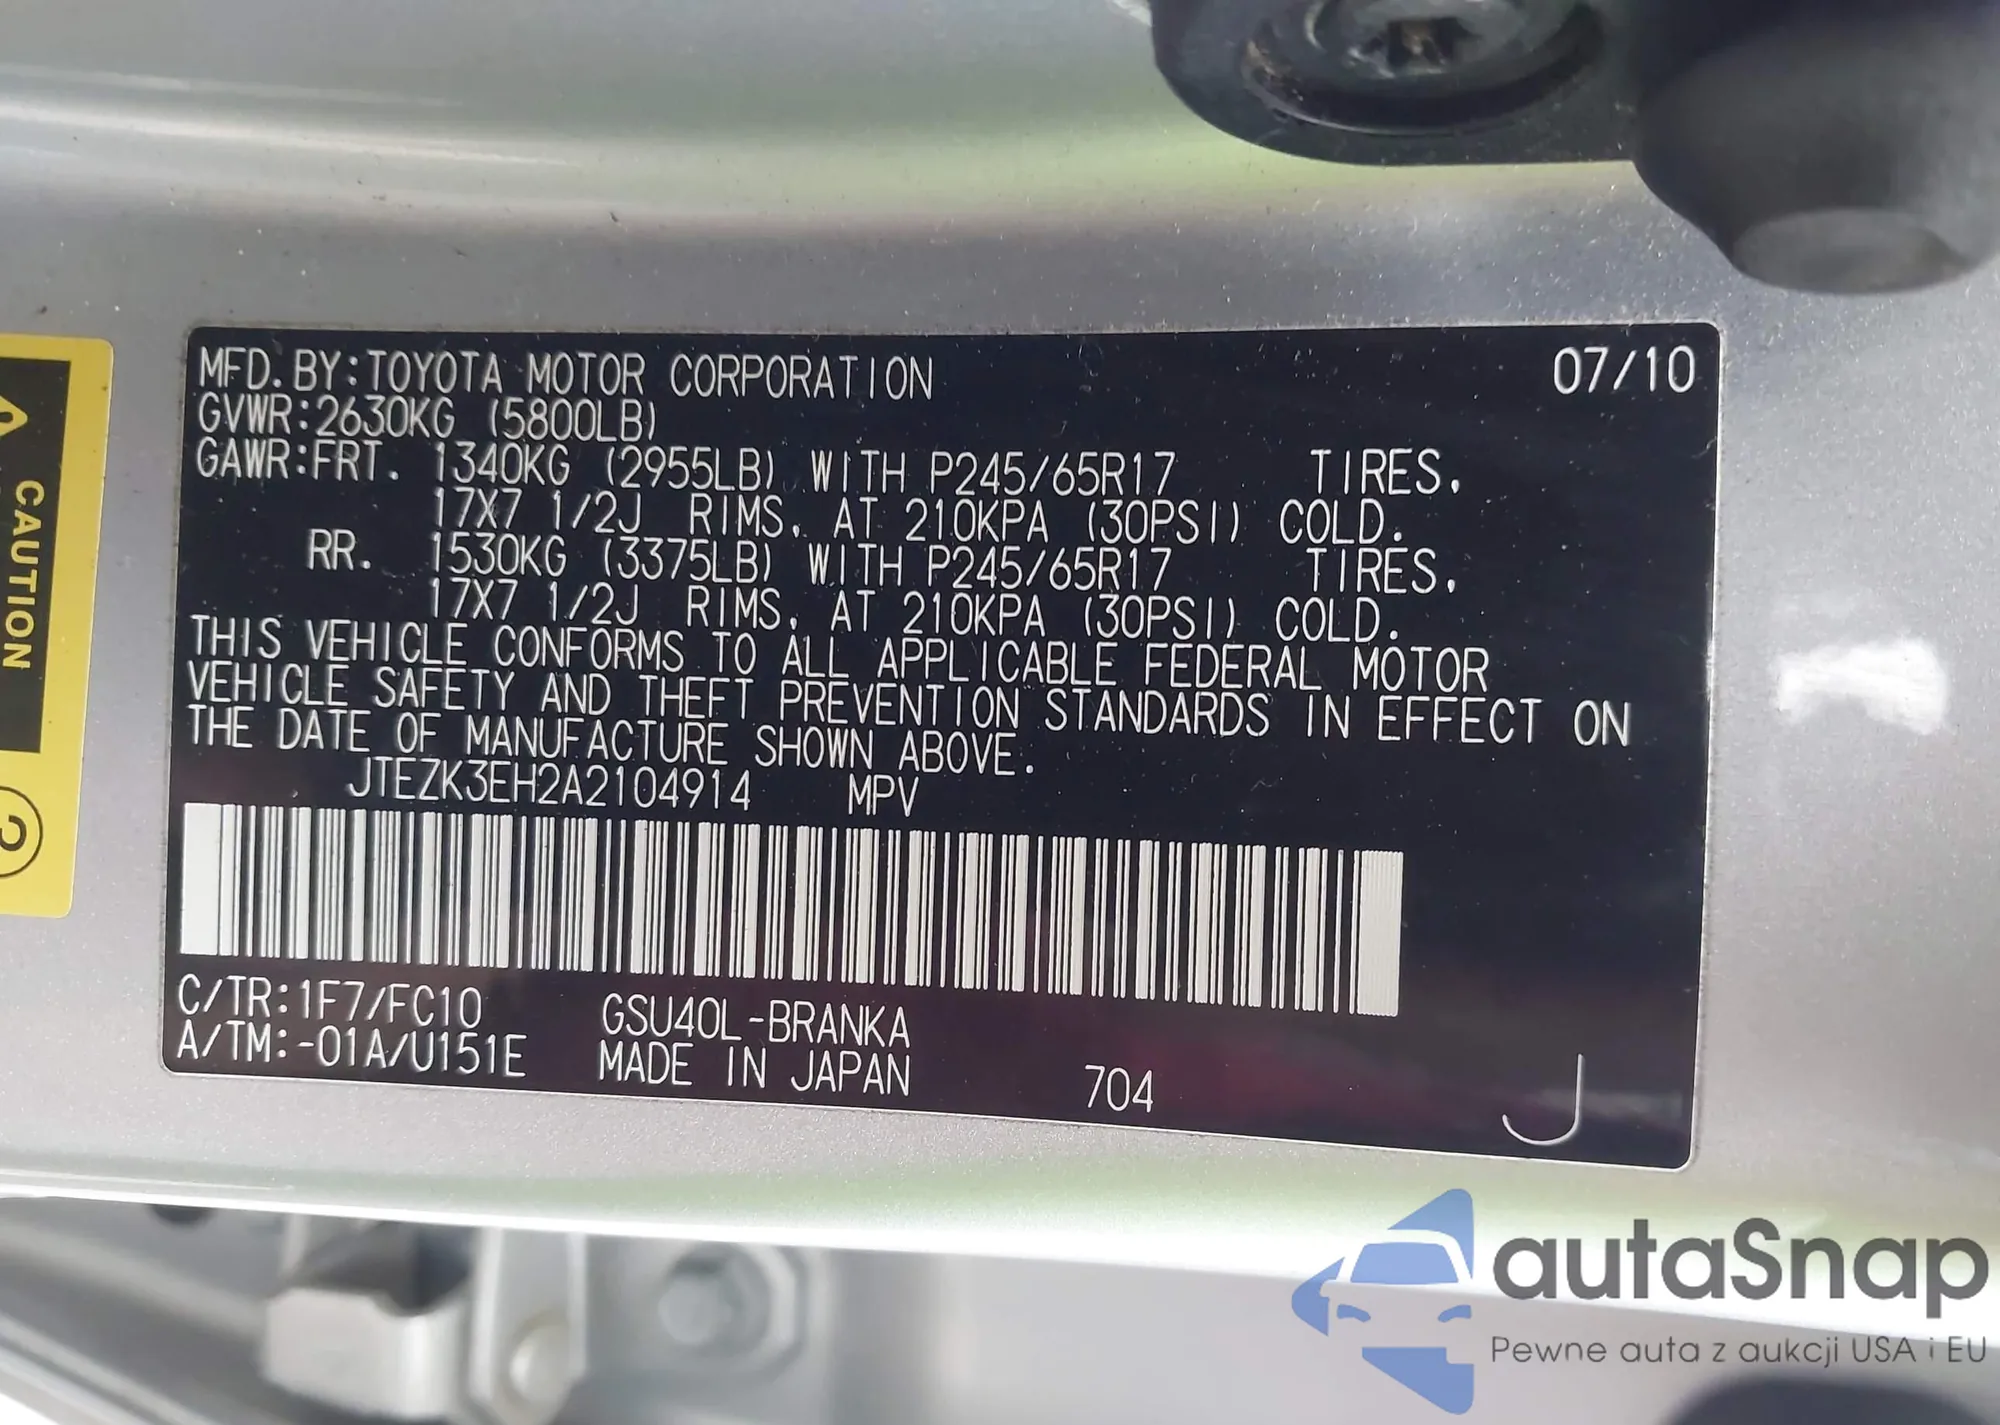 MFD. BY: TOYOTA MOTOR CORPORATION 07/10
GVWR: 2630KG (5800LB)
GAWR: FRT. 1340KG (2955LB) WITH P245/65R17 TIRES,
17X7 1/2J RIMS, AT 210KPA (30PSI) COLD.
RR. 1530KG (3375LB) WITH P245/65R17 TIRES,
17X7 1/2J RIMS, AT 210KPA (30PSI) COLD.
THIS VEHICLE CONFORMS TO ALL APPLICABLE FEDERAL MOTOR
VEHICLE SAFETY AND THEFT PREVENTION STANDARDS IN EFFECT ON
THE DATE OF MANUFACTURE SHOWN ABOVE.
JTEZK3EH2A2104914 MPV
C/TR: 1F7/FC10 GSU40L-BRANKA
A/TM: -01A/U151E MADE IN JAPAN 704 J
CAUTION
autoSnap
Pewne auta z aukcji USA i EU